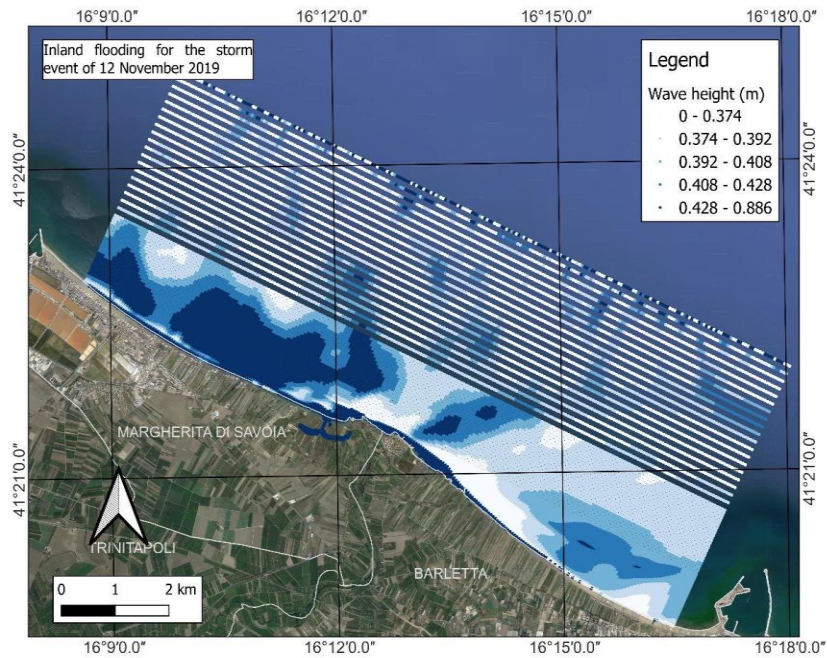 16°9'0.0" 16°12'0.0" 16°15'0.0" 16°18'0.0"
Inland flooding for the storm
event of 12 November 2019
Legend
Wave height (m)
0 - 0.374
0.374 - 0.392
0.392 - 0.408
0.408 - 0.428
0.428 - 0.886
41°24'0.0" 41°24'0.0"
MARGHERITA DI SAVOIA
41°21'0.0" 41°21'0.0"
TRINITAPOLI
BARLETTA
0 1 2 km
16°9'0.0" 16°12'0.0" 16°15'0.0" 16°18'0.0"